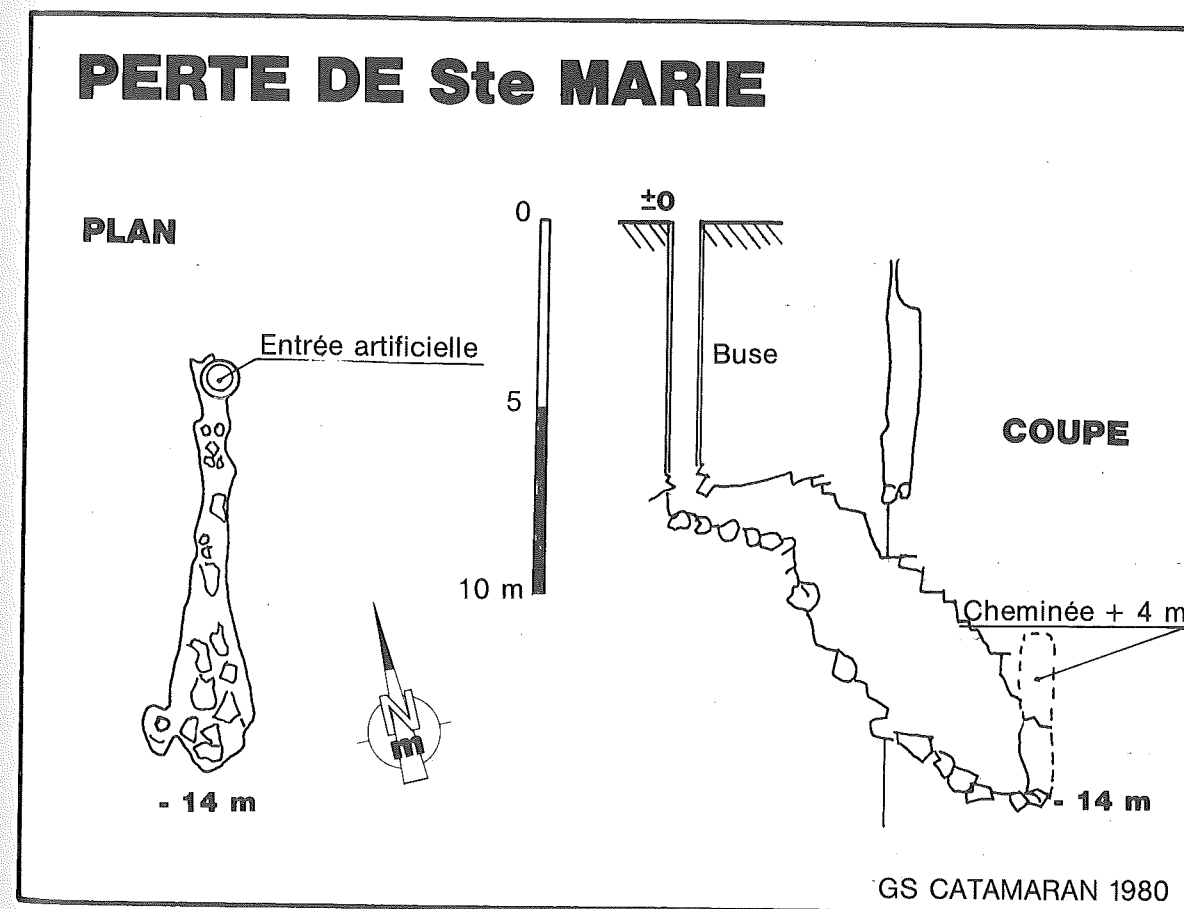 PERTE DE Ste MARIE
PLAN
Entrée artificielle
- 14 m
0
5
10 m
N
m
±0
Buse
COUPE
Cheminée + 4 m
- 14 m
GS CATAMARAN 1980